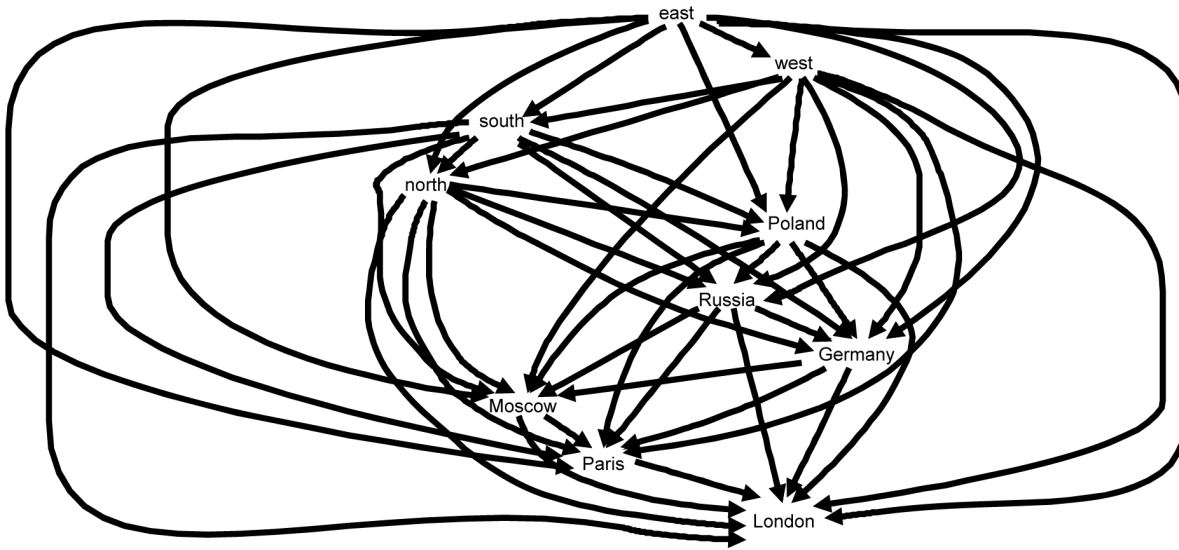 east
west
south
north
Poland
Russia
Germany
Moscow
Paris
London